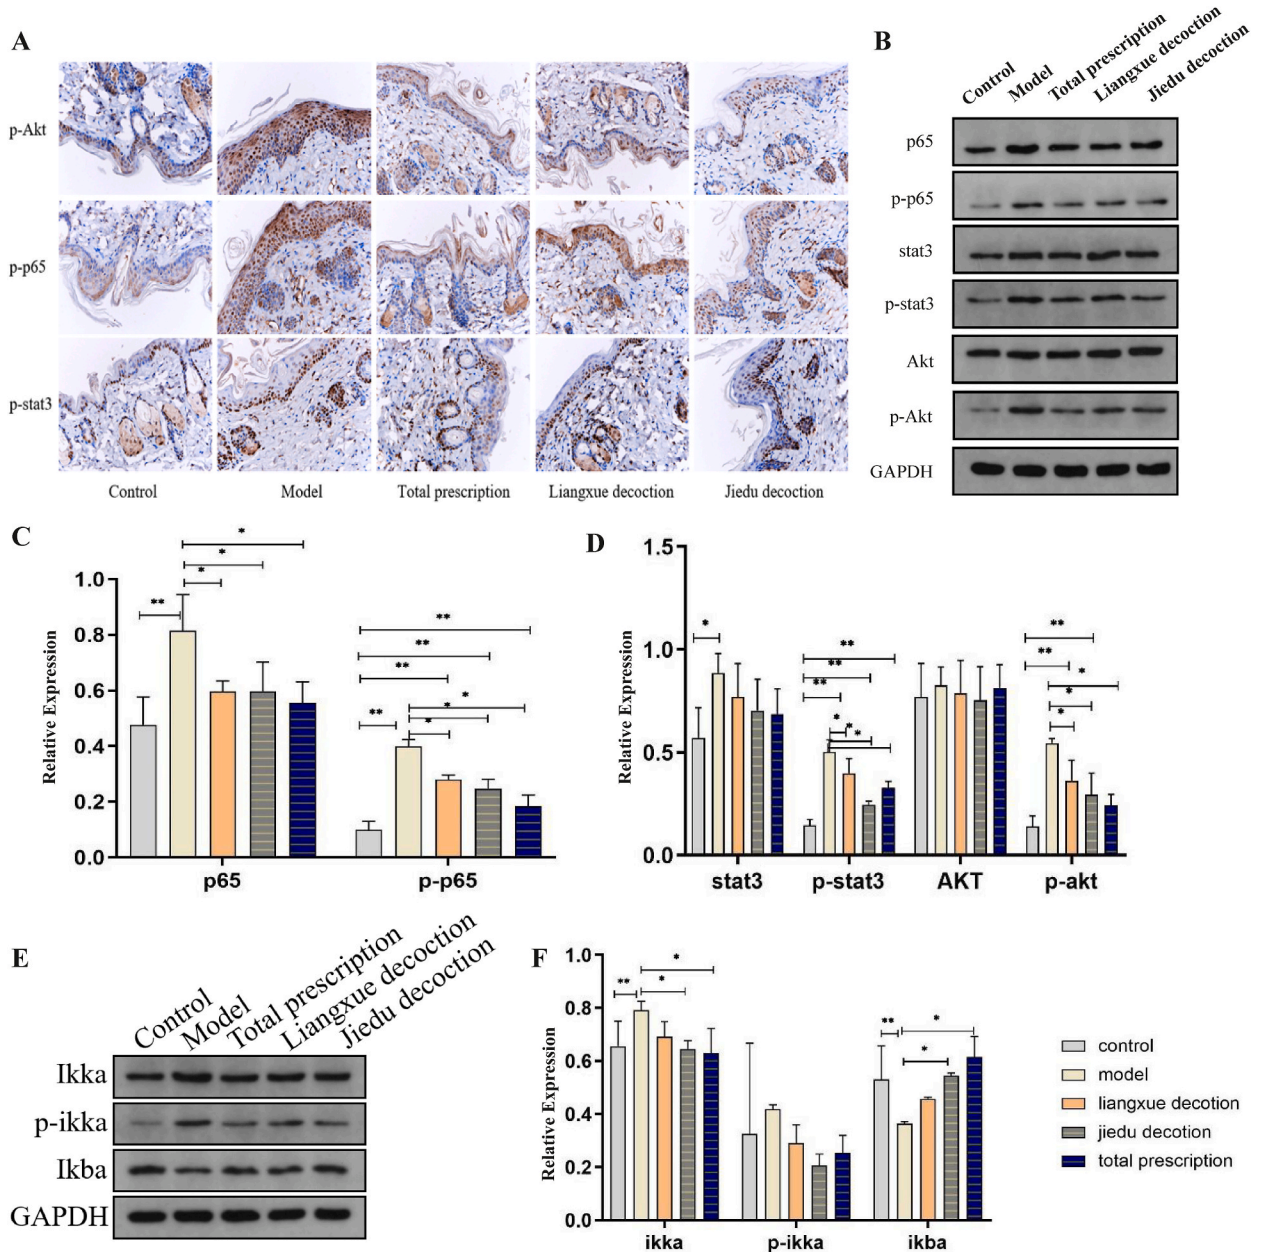 A
p-Akt
p-p65
p-stat3
Control Model Total prescription Liangxue decoction Jiedu decoction
B
Control Model Total prescription Liangxue decoction Jiedu decoction
p65
p-p65
stat3
p-stat3
Akt
p-Akt
GAPDH
C
Relative Expression
1.0
0.8
0.6
0.4
0.2
0.0
** * * *
** ** ** ** * * *
p65 p-p65
D
Relative Expression
1.5
1.0
0.5
0.0
*
** ** ** * * *
** ** * * *
stat3 p-stat3 AKT p-akt
E
Control Model Total prescription Liangxue decoction Jiedu decoction
Ikka
p-ikka
Ikba
GAPDH
F
Relative Expression
1.0
0.8
0.6
0.4
0.2
0.0
** * *
** * *
ikka p-ikka ikba
control
model
liangxue decotion
jiedu decotion
total prescription